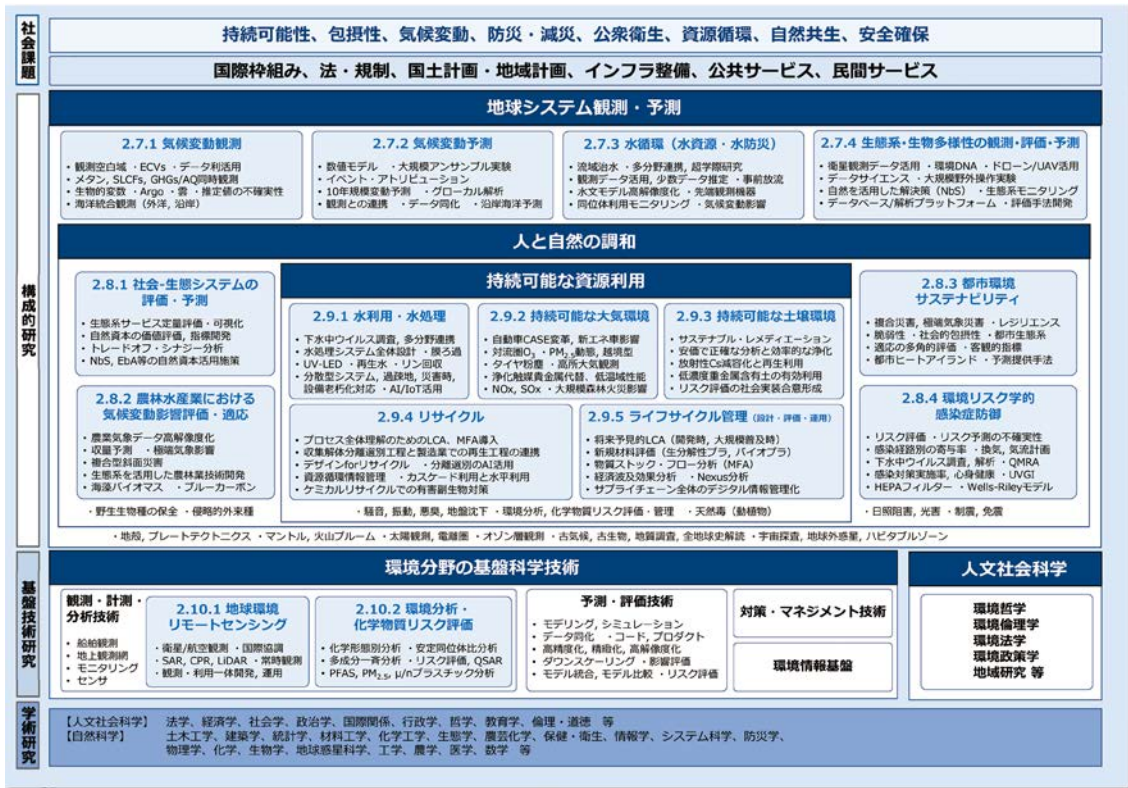 社会課題
持続可能性、包摂性、気候変動、防災・減災、公衆衛生、資源循環、自然共生、安全確保
国際枠組み、法・規制、国土計画・地域計画、インフラ整備、公共サービス、民間サービス
構成的研究
地球システム観測・予測
2.7.1 気候変動観測
・観測空白域 ・ECVs ・データ利活用
・メタン, SLCFs, GHGs/AQ同時観測
・生物的変数 ・Argo ・雲 ・推定値の不確実性
・海洋統合観測（外洋, 沿岸）
2.7.2 気候変動予測
・数値モデル ・大規模アンサンブル実験
・イベント・アトリビューション
・10年規模変動予測 ・グローカル解析
・観測との連携 ・データ同化 ・沿岸海洋予測
2.7.3 水循環（水資源・水防災）
・流域治水 ・多分野連携, 超学際研究
・観測データ活用, 少数データ推定 ・事前放流
・水文モデル高解像度化 ・先端観測機器
・同位体利用モニタリング ・気候変動影響
2.7.4 生態系・生物多様性の観測・評価・予測
・衛星観測データ活用 ・環境DNA ・ドローン/UAV活用
・データサイエンス ・大規模野外操作実験
・自然を活用した解決策(NbS) ・生態系モニタリング
・データベース/解析プラットフォーム ・評価手法開発
人と自然の調和
2.8.1 社会-生態システムの
評価・予測
・生態系サービス定量評価・可視化
・自然資本の価値評価, 指標開発
・トレードオフ・シナジー分析
・NbS, EbA等の自然資本活用施策
2.8.2 農林水産業における
気候変動影響評価・適応
・農業気象データ高解像度化
・収量予測 ・極端気象影響
・複合型斜面災害
・生態系を活用した農林業技術開発
・海藻バイオマス ・ブルーカーボン
・野生生物種の保全 ・侵略的外来種
持続可能な資源利用
2.9.1 水利用・水処理
・下水中ウイルス調査, 多分野連携
・水処理システム全体設計 ・膜ろ過
・UV-LED ・再生水 ・リン回収
・分散型システム, 過疎地, 災害時,
設備老朽化対応 ・AI/IoT活用
2.9.2 持続可能な大気環境
・自動車CASE変革, 新エネ車影響
・対流圏O3 ・PM2.5動態, 越境型
・タイヤ粉塵 ・高所大気観測
・浄化触媒貴金属代替、低温域性能
・NOx, SOx ・大規模森林火災影響
2.9.3 持続可能な土壌環境
・サステナブル・レメディエーション
・安価で正確な分析と効率的な浄化
・放射性Cs減容化と再生利用
・低濃度重金属含有土の有効利用
・リスク評価の社会実装合意形成
2.9.4 リサイクル
・プロセス全体理解のためのLCA、MFA導入
・収集解体分離選別工程と製造業での再生工程の連携
・デザインforリサイクル ・分離選別のAI活用
・資源循環情報管理 ・カスケード利用と水平利用
・ケミカルリサイクルでの有害副生物対策
2.9.5 ライフサイクル管理（設計・評価・運用）
・将来予見的LCA（開発時, 大規模普及時）
・新規材料評価(生分解性プラ, バイオプラ)
・物質ストック・フロー分析（MFA）
・経済波及効果分析 ・Nexus分析
・サプライチェーン全体のデジタル情報管理化
・騒音, 振動, 悪臭, 地盤沈下 ・環境分析, 化学物質リスク評価・管理 ・天然毒（動植物）
2.8.3 都市環境
サステナビリティ
・複合災害, 極端気象災害 ・レジリエンス
・脆弱性 ・社会的包摂性 ・都市生態系
・適応の多角的評価 ・客観的指標
・都市ヒートアイランド ・予測提供手法
2.8.4 環境リスク学的
感染症防御
・リスク評価 ・リスク予測の不確実性
・感染経路別の寄与率 ・換気, 気流計画
・下水中ウイルス調査, 解析 ・QMRA
・感染対策実施率, 心身健康 ・UVGI
・HEPAフィルター ・Wells-Rileyモデル
・日照阻害, 光害 ・制震, 免震
・地殻, プレートテクトニクス ・マントル, 火山プルーム ・太陽観測, 電離圏 ・オゾン層観測 ・古気候, 古生物, 地質調査, 全地球史解読 ・宇宙探査, 地球外惑星, ハビタブルゾーン
基盤技術研究
環境分野の基盤科学技術
観測・計測・
分析技術
・船舶観測
・地上観測網
・モニタリング
・センサ
2.10.1 地球環境
リモートセンシング
・衛星/航空観測 ・国際協調
・SAR, CPR, LiDAR ・常時観測
・観測・利用一体開発, 運用
2.10.2 環境分析・
化学物質リスク評価
・化学形態別分析 ・安定同位体比分析
・多成分一斉分析 ・リスク評価, QSAR
・PFAS, PM2.5, μ/nプラスチック分析
予測・評価技術
・モデリング, シミュレーション
・データ同化 ・コード, プロダクト
・高精度化, 精緻化, 高解像度化
・ダウンスケーリング ・影響評価
・モデル統合, モデル比較 ・リスク評価
対策・マネジメント技術
環境情報基盤
人文社会科学
環境哲学
環境倫理学
環境法学
環境政策学
地域研究 等
学術研究
【人文社会科学】 法学、経済学、社会学、政治学、国際関係、行政学、哲学、教育学、倫理・道徳 等
【自然科学】 土木工学、建築学、統計学、材料工学、化学工学、生態学、農芸化学、保健・衛生、情報学、システム科学、防災学、
物理学、化学、生物学、地球惑星科学、工学、農学、医学、数学 等